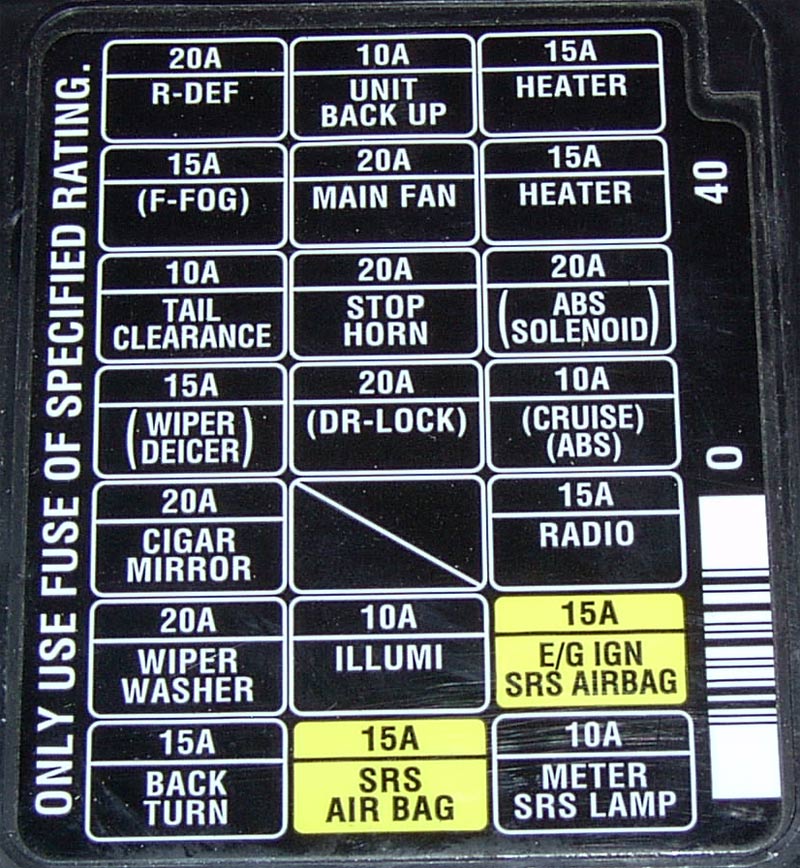 ONLY USE FUSE OF SPECIFIED RATING.
20A
R-DEF
10A
UNIT
BACK UP
15A
HEATER
15A
(F-FOG)
20A
MAIN FAN
15A
HEATER
10A
TAIL
CLEARANCE
20A
STOP
HORN
20A
(ABS
SOLENOID)
15A
(WIPER
DEICER)
20A
(DR-LOCK)
10A
(CRUISE)
(ABS)
20A
CIGAR
MIRROR
15A
RADIO
20A
WIPER
WASHER
10A
ILLUMI
15A
E/G IGN
SRS AIRBAG
15A
BACK
TURN
15A
SRS
AIR BAG
10A
METER
SRS LAMP
40
0